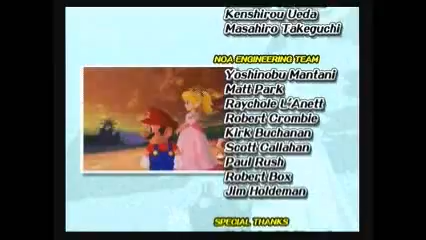 Kenshirou Ueda
Masahiro Takeguchi
NOA ENGINEERING TEAM
Yoshinobu Mantani
Matt Park
Raychole L'Anett
Robert Crombie
Kirk Buchanan
Scott Callahan
Paul Rush
Robert Box
Jim Holdeman
SPECIAL THANKS